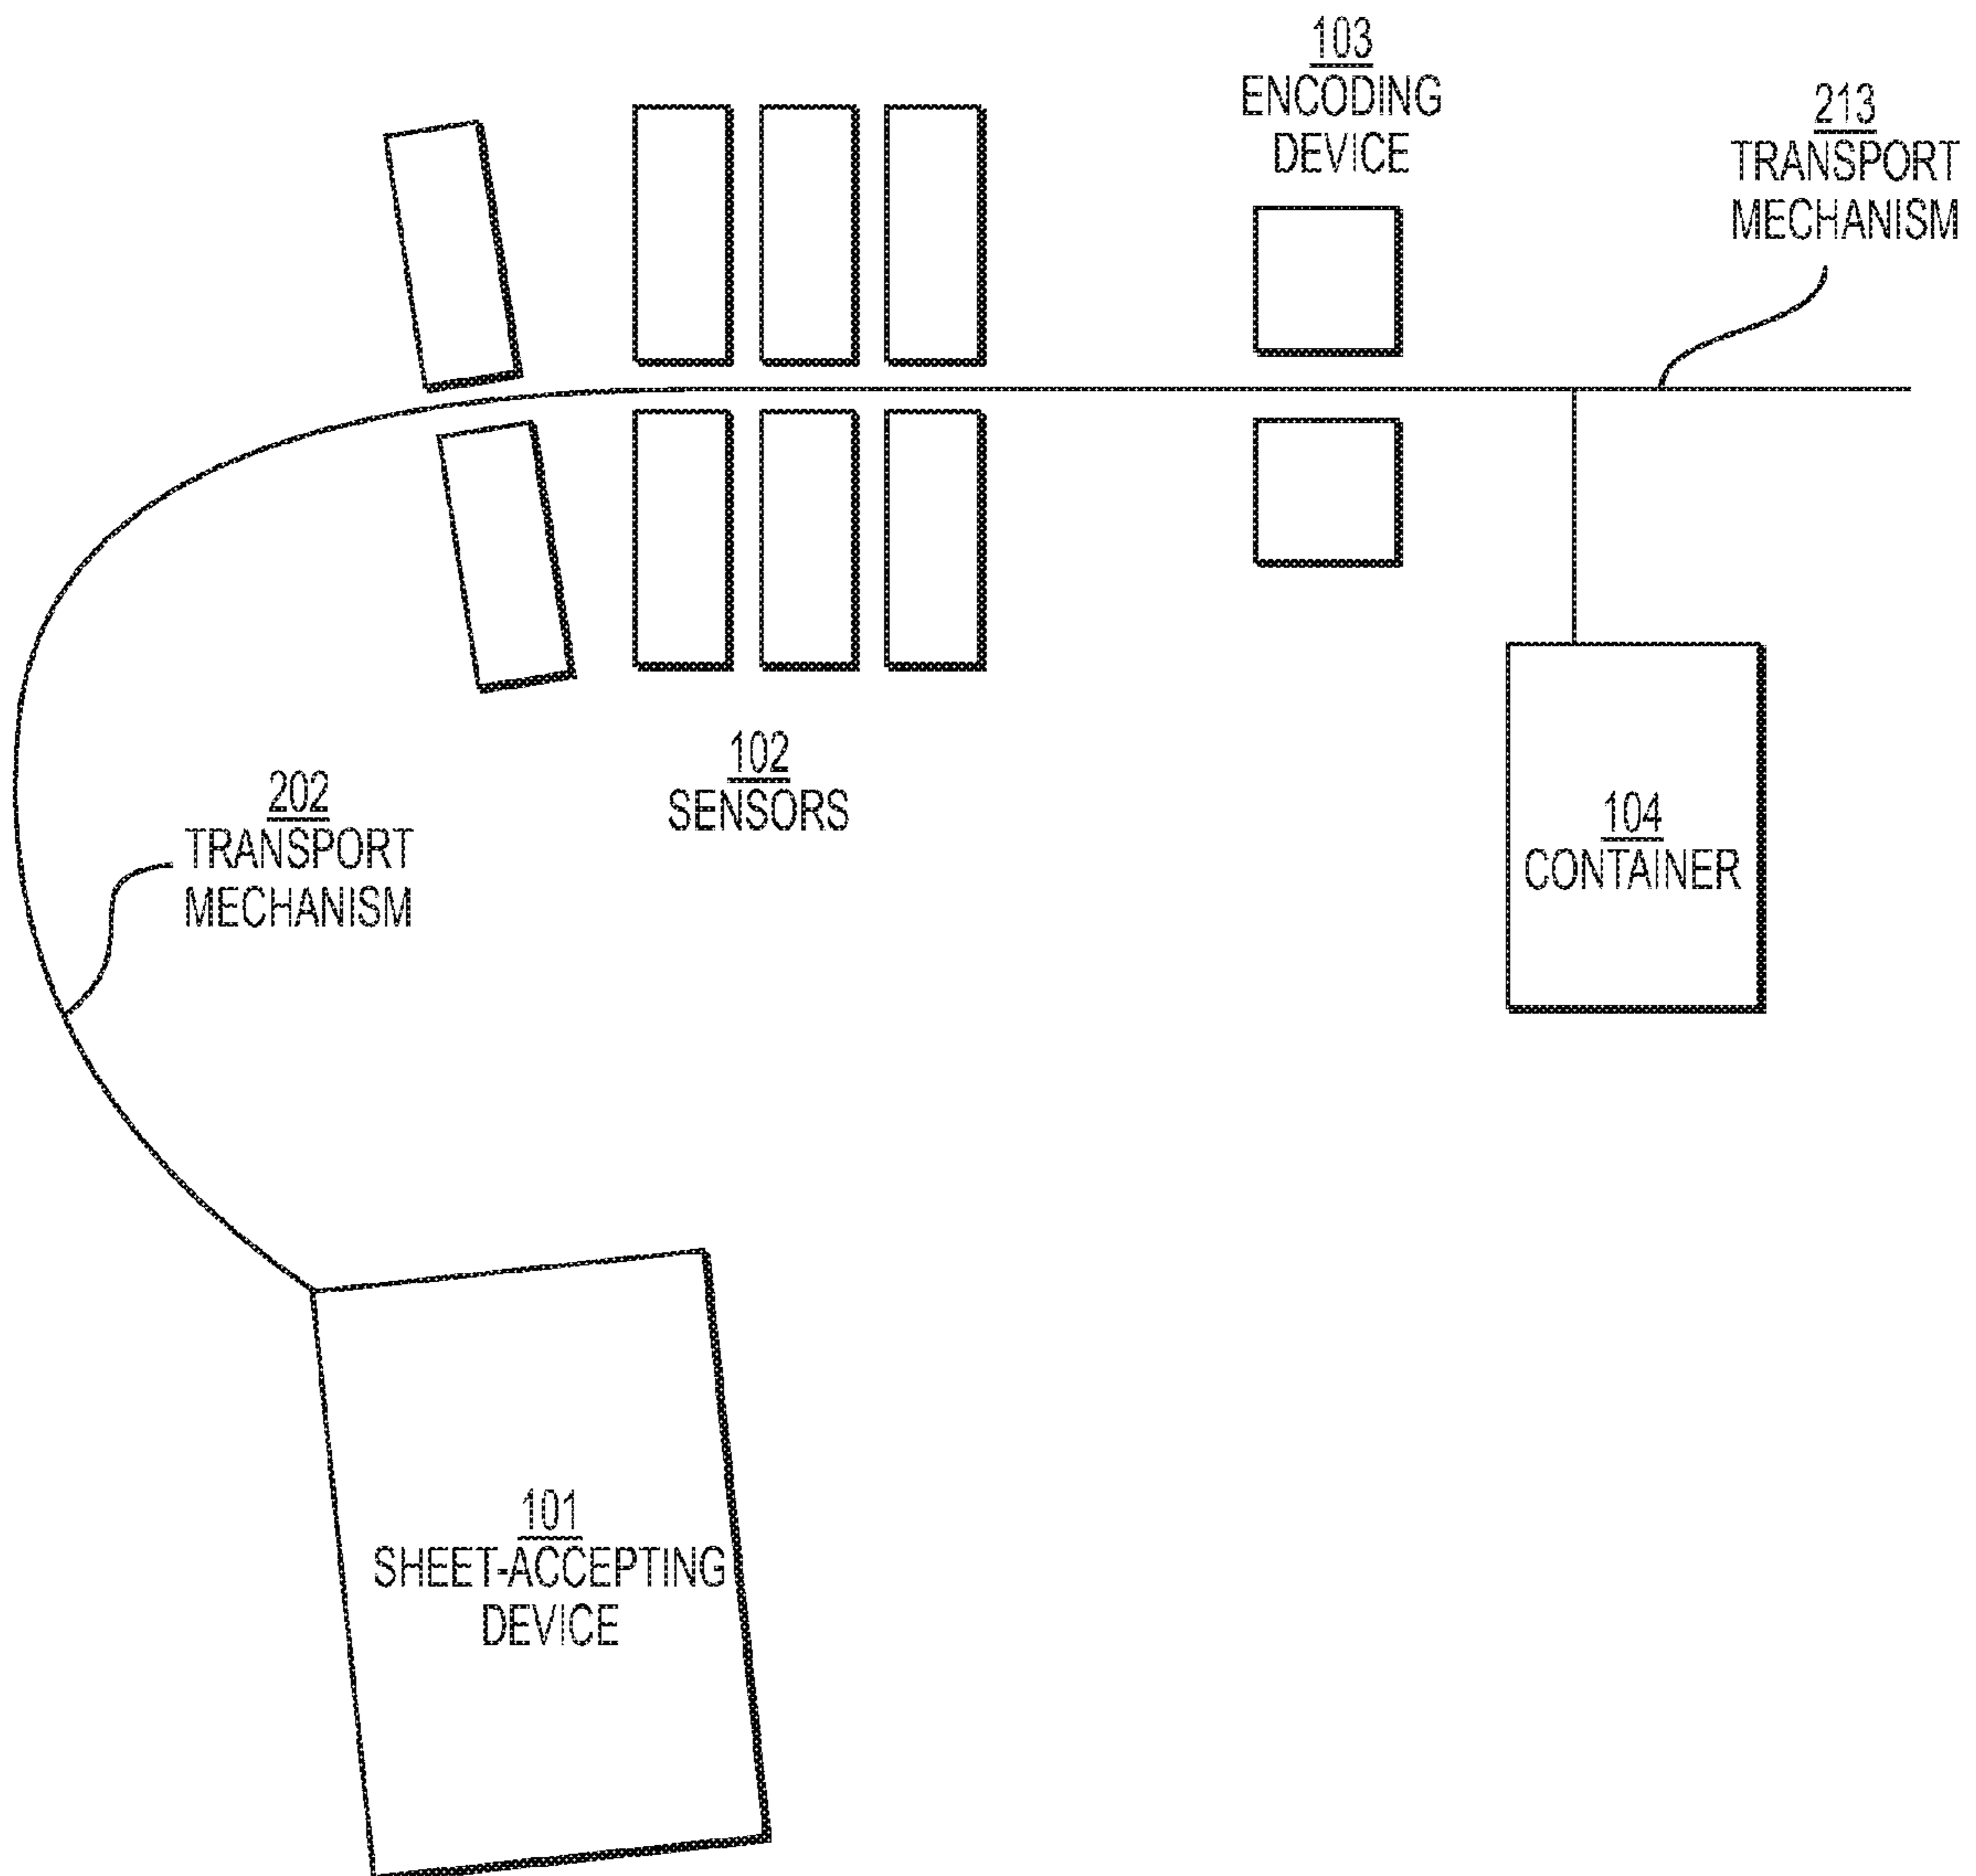 103
ENCODING
DEVICE
213
TRANSPORT
MECHANISM
102
SENSORS
202
TRANSPORT
MECHANISM
104
CONTAINER
101
SHEET-ACCEPTING
DEVICE